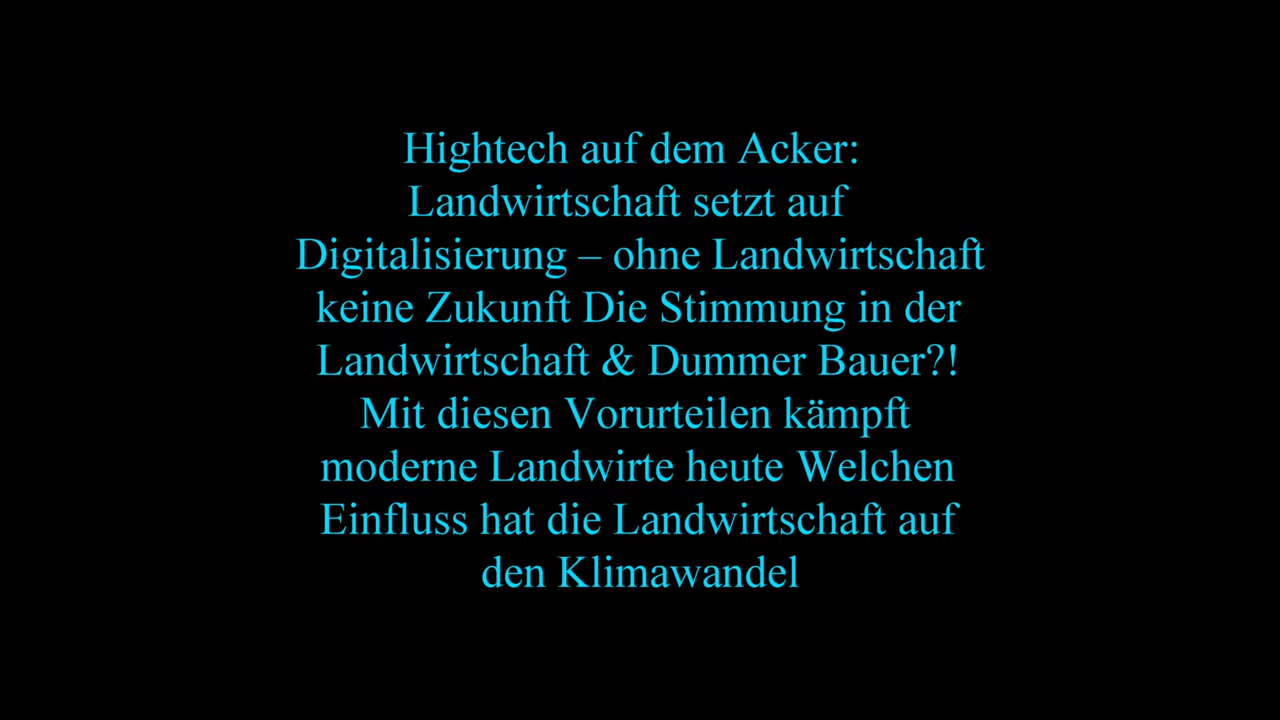 Hightech auf dem Acker:
Landwirtschaft setzt auf
Digitalisierung – ohne Landwirtschaft
keine Zukunft Die Stimmung in der
Landwirtschaft & Dummer Bauer?!
Mit diesen Vorurteilen kämpft
moderne Landwirte heute Welchen
Einfluss hat die Landwirtschaft auf
den Klimawandel